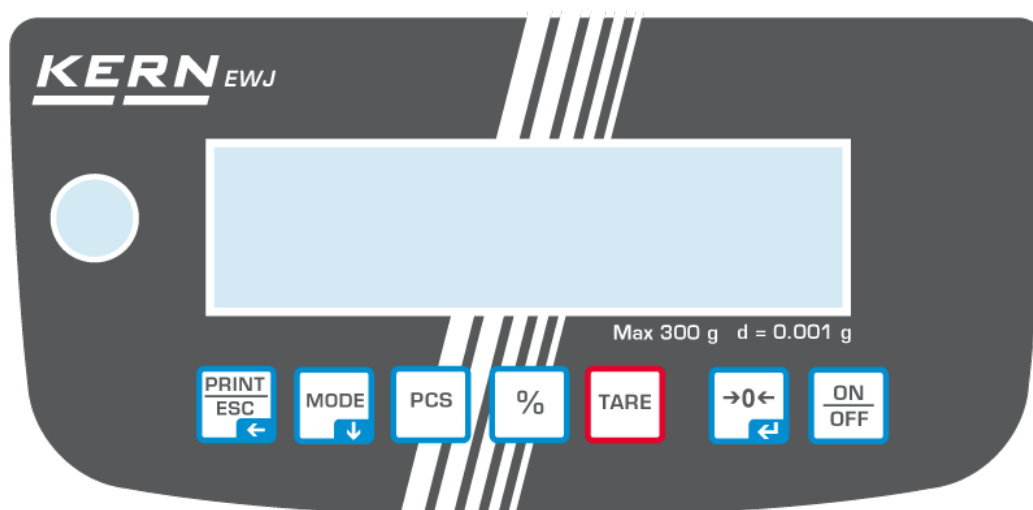 KERN EWJ
Max 300 g d = 0.001 g
PRINT
ESC
MODE
PCS
%
TARE
→0←
ON
OFF